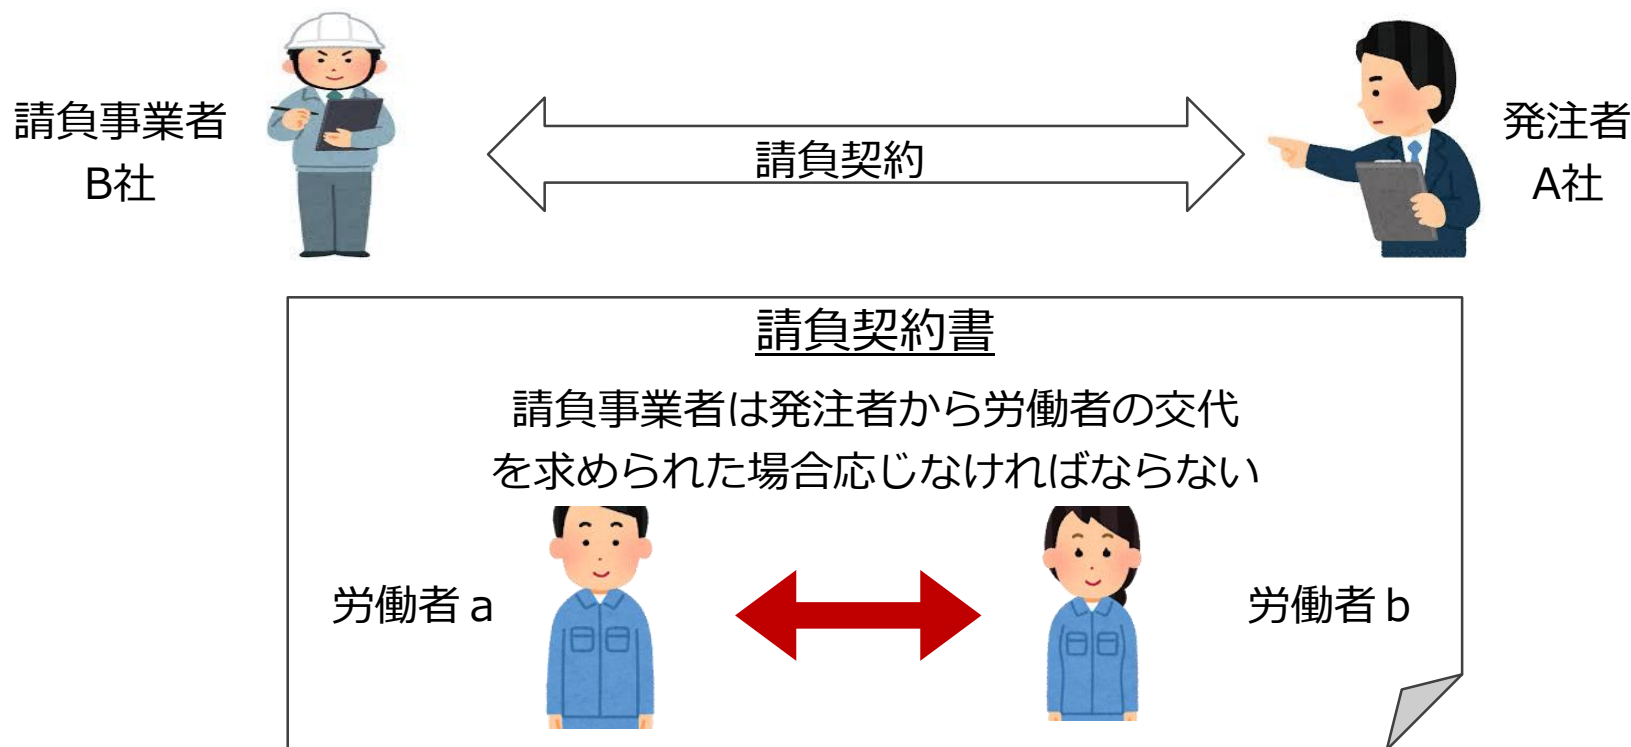 請負事業者
B社
請負契約
発注者
A社
請負契約書
請負事業者は発注者から労働者の交代
を求められた場合応じなければならない
労働者a
労働者b